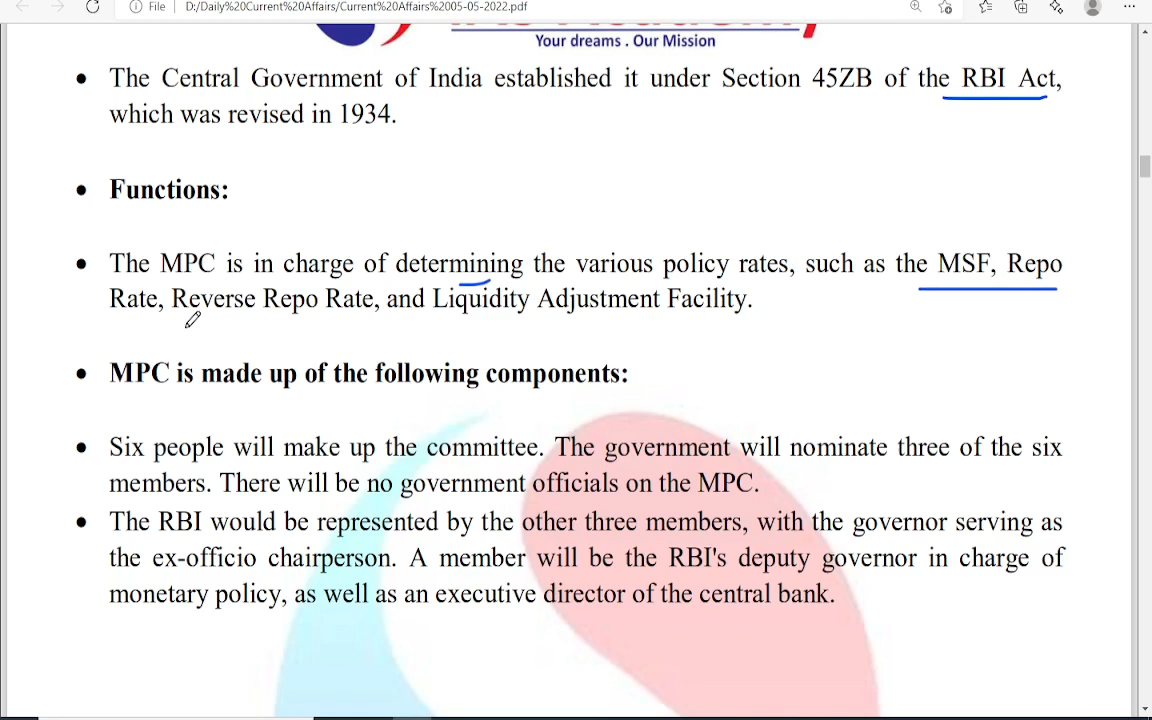 File D:/Daily%20Current%20Affairs/Current%20Affairs%2005-05-2022.pdf
Your dreams . Our Mission
• The Central Government of India established it under Section 45ZB of the RBI Act,
which was revised in 1934.
• Functions:
• The MPC is in charge of determining the various policy rates, such as the MSF, Repo
Rate, Reverse Repo Rate, and Liquidity Adjustment Facility.
• MPC is made up of the following components:
• Six people will make up the committee. The government will nominate three of the six
members. There will be no government officials on the MPC.
• The RBI would be represented by the other three members, with the governor serving as
the ex-officio chairperson. A member will be the RBI's deputy governor in charge of
monetary policy, as well as an executive director of the central bank.